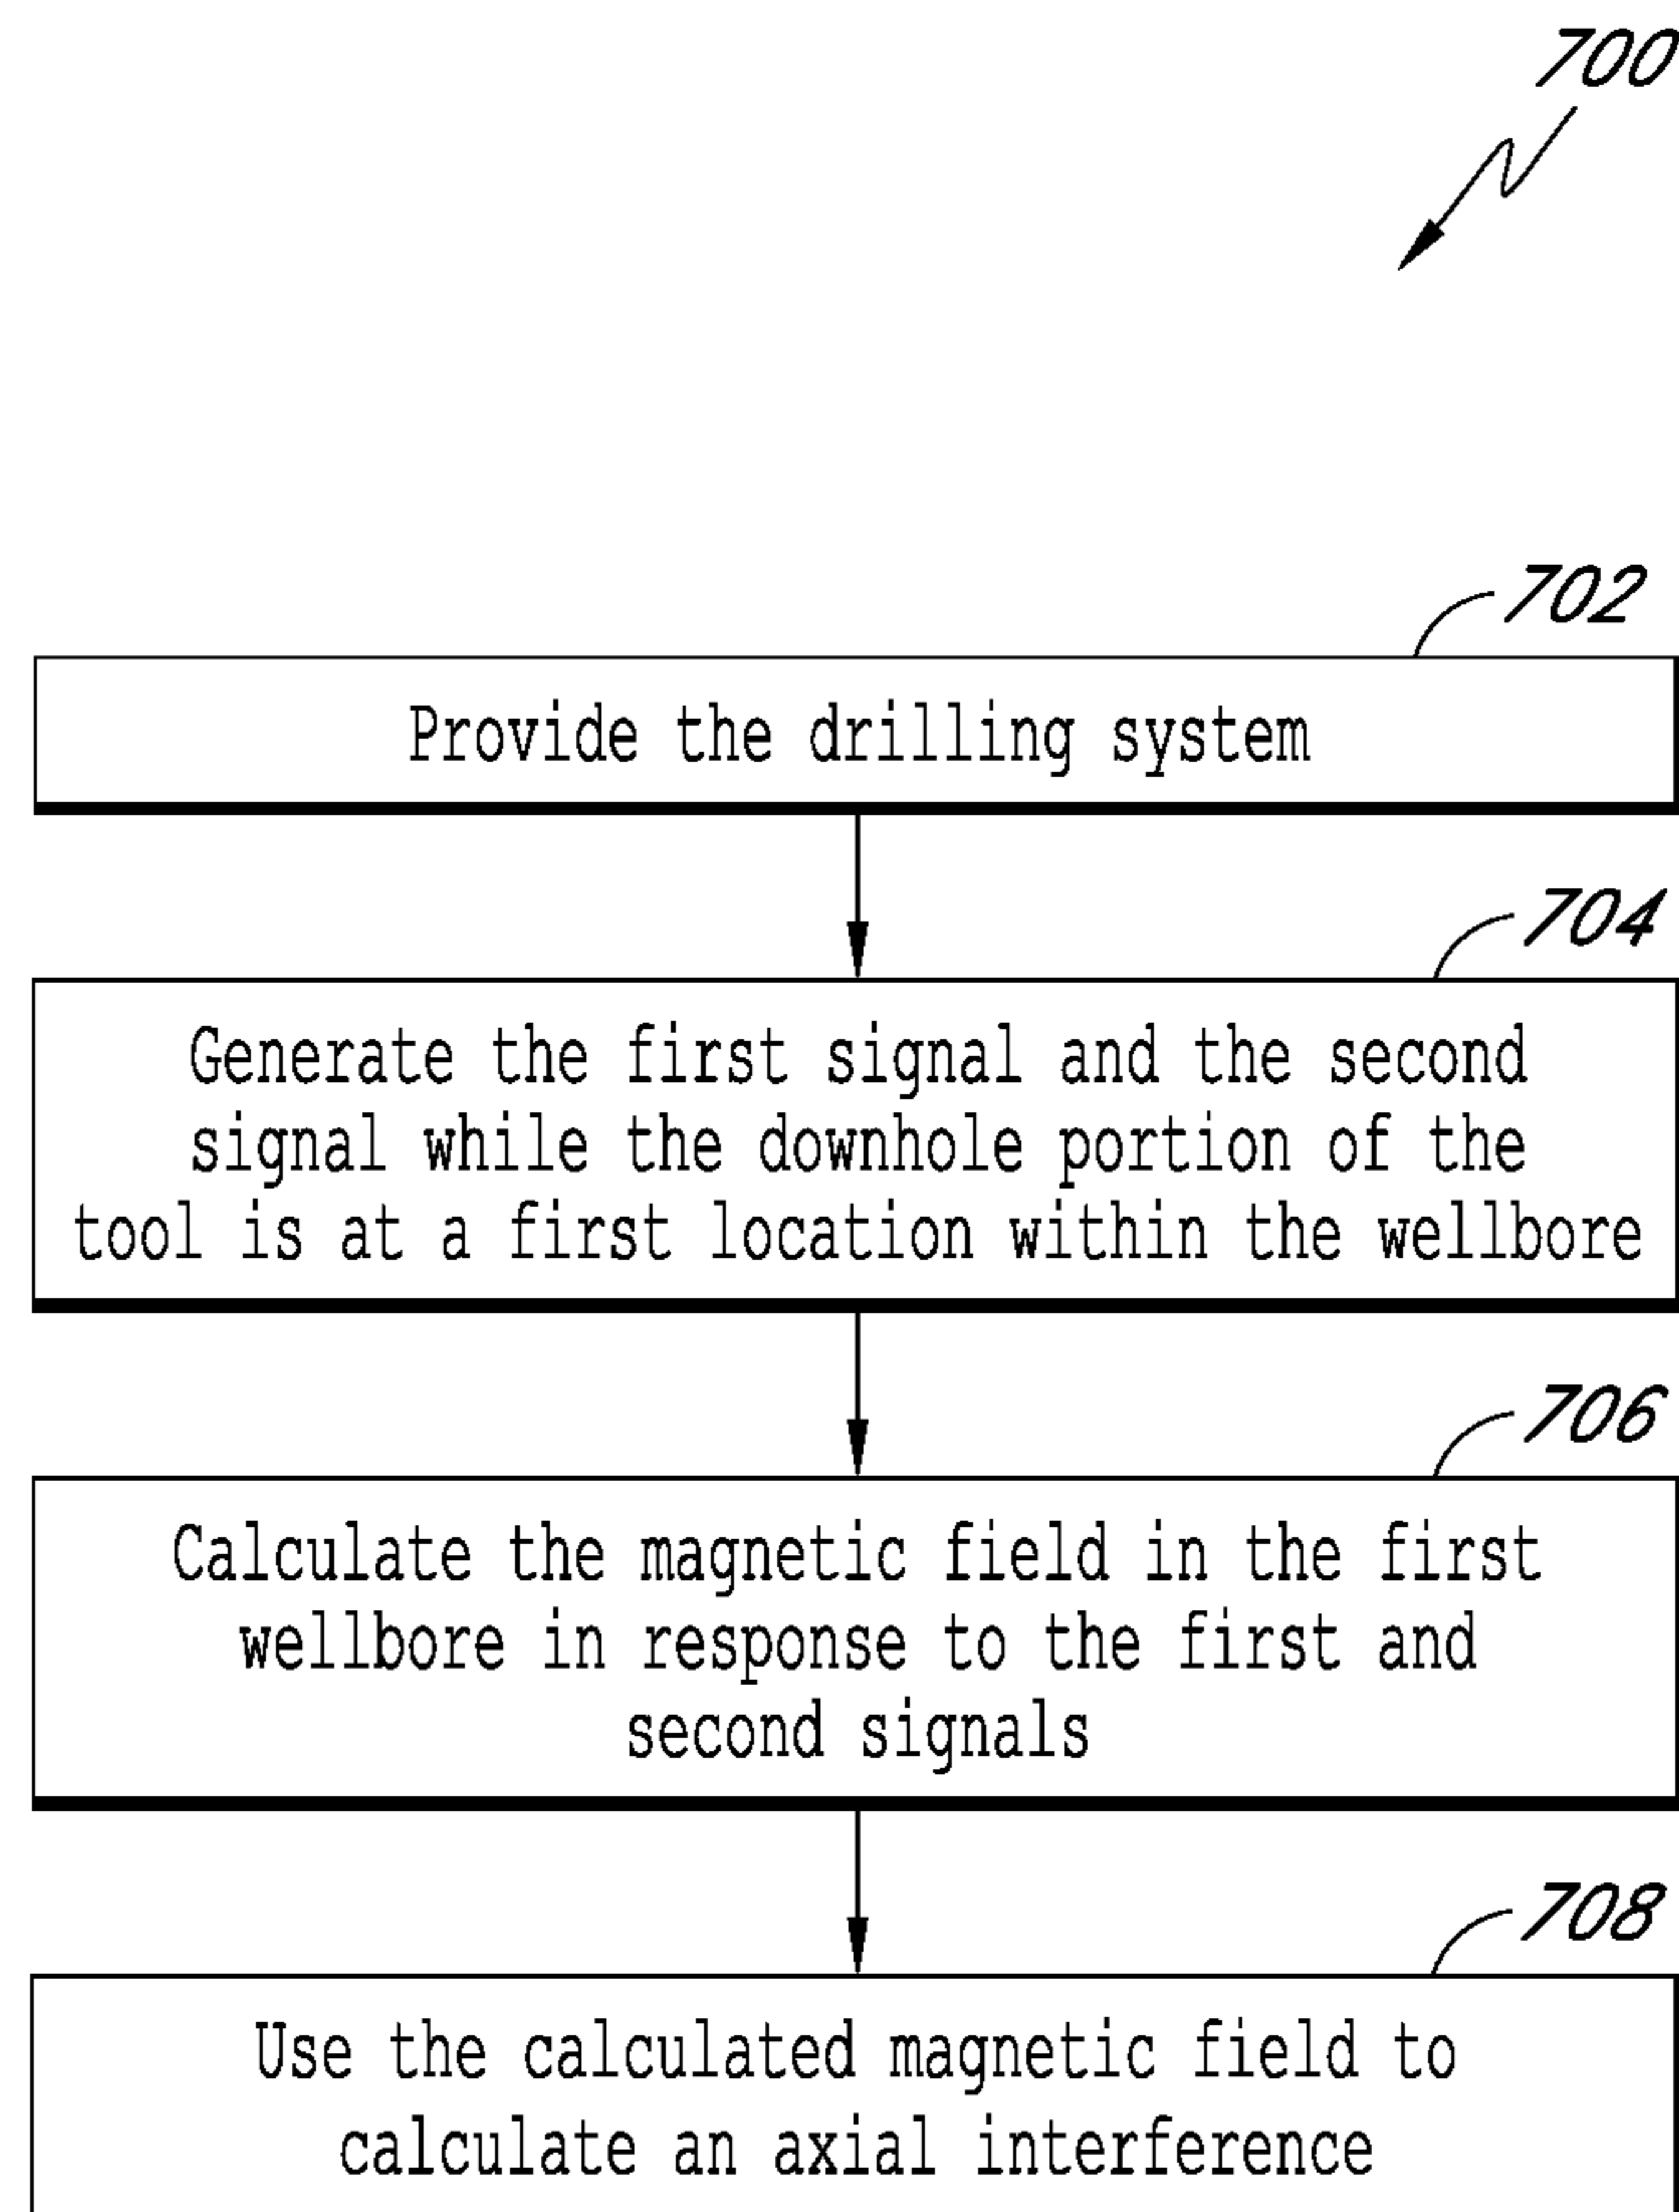 700
702
Provide the drilling system
704
Generate the first signal and the second
signal while the downhole portion of the
tool is at a first location within the wellbore
706
Calculate the magnetic field in the first
wellbore in response to the first and
second signals
708
Use the calculated magnetic field to
calculate an axial interference